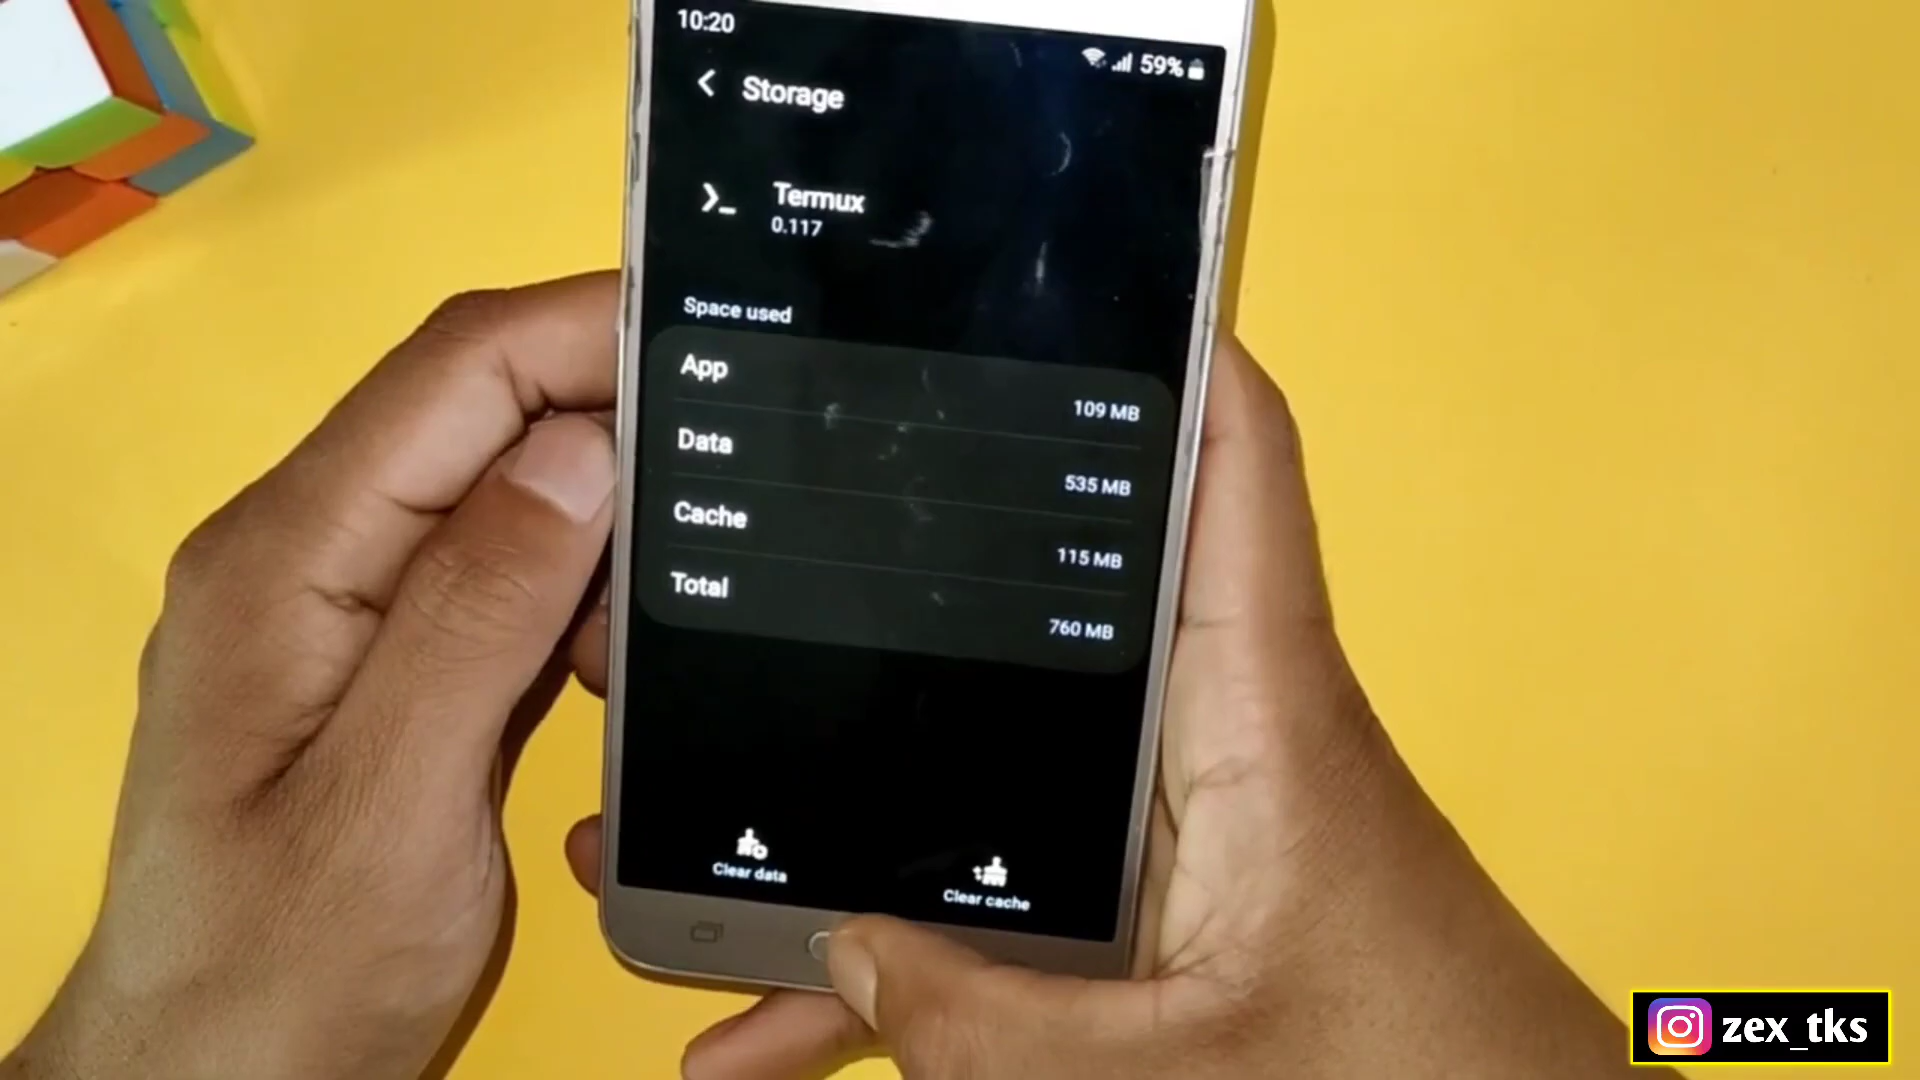 10:20
59%
Storage
Termux
0.117
Space used
App
109 MB
Data
535 MB
Cache
115 MB
Total
760 MB
Clear data
Clear cache
zex_tks